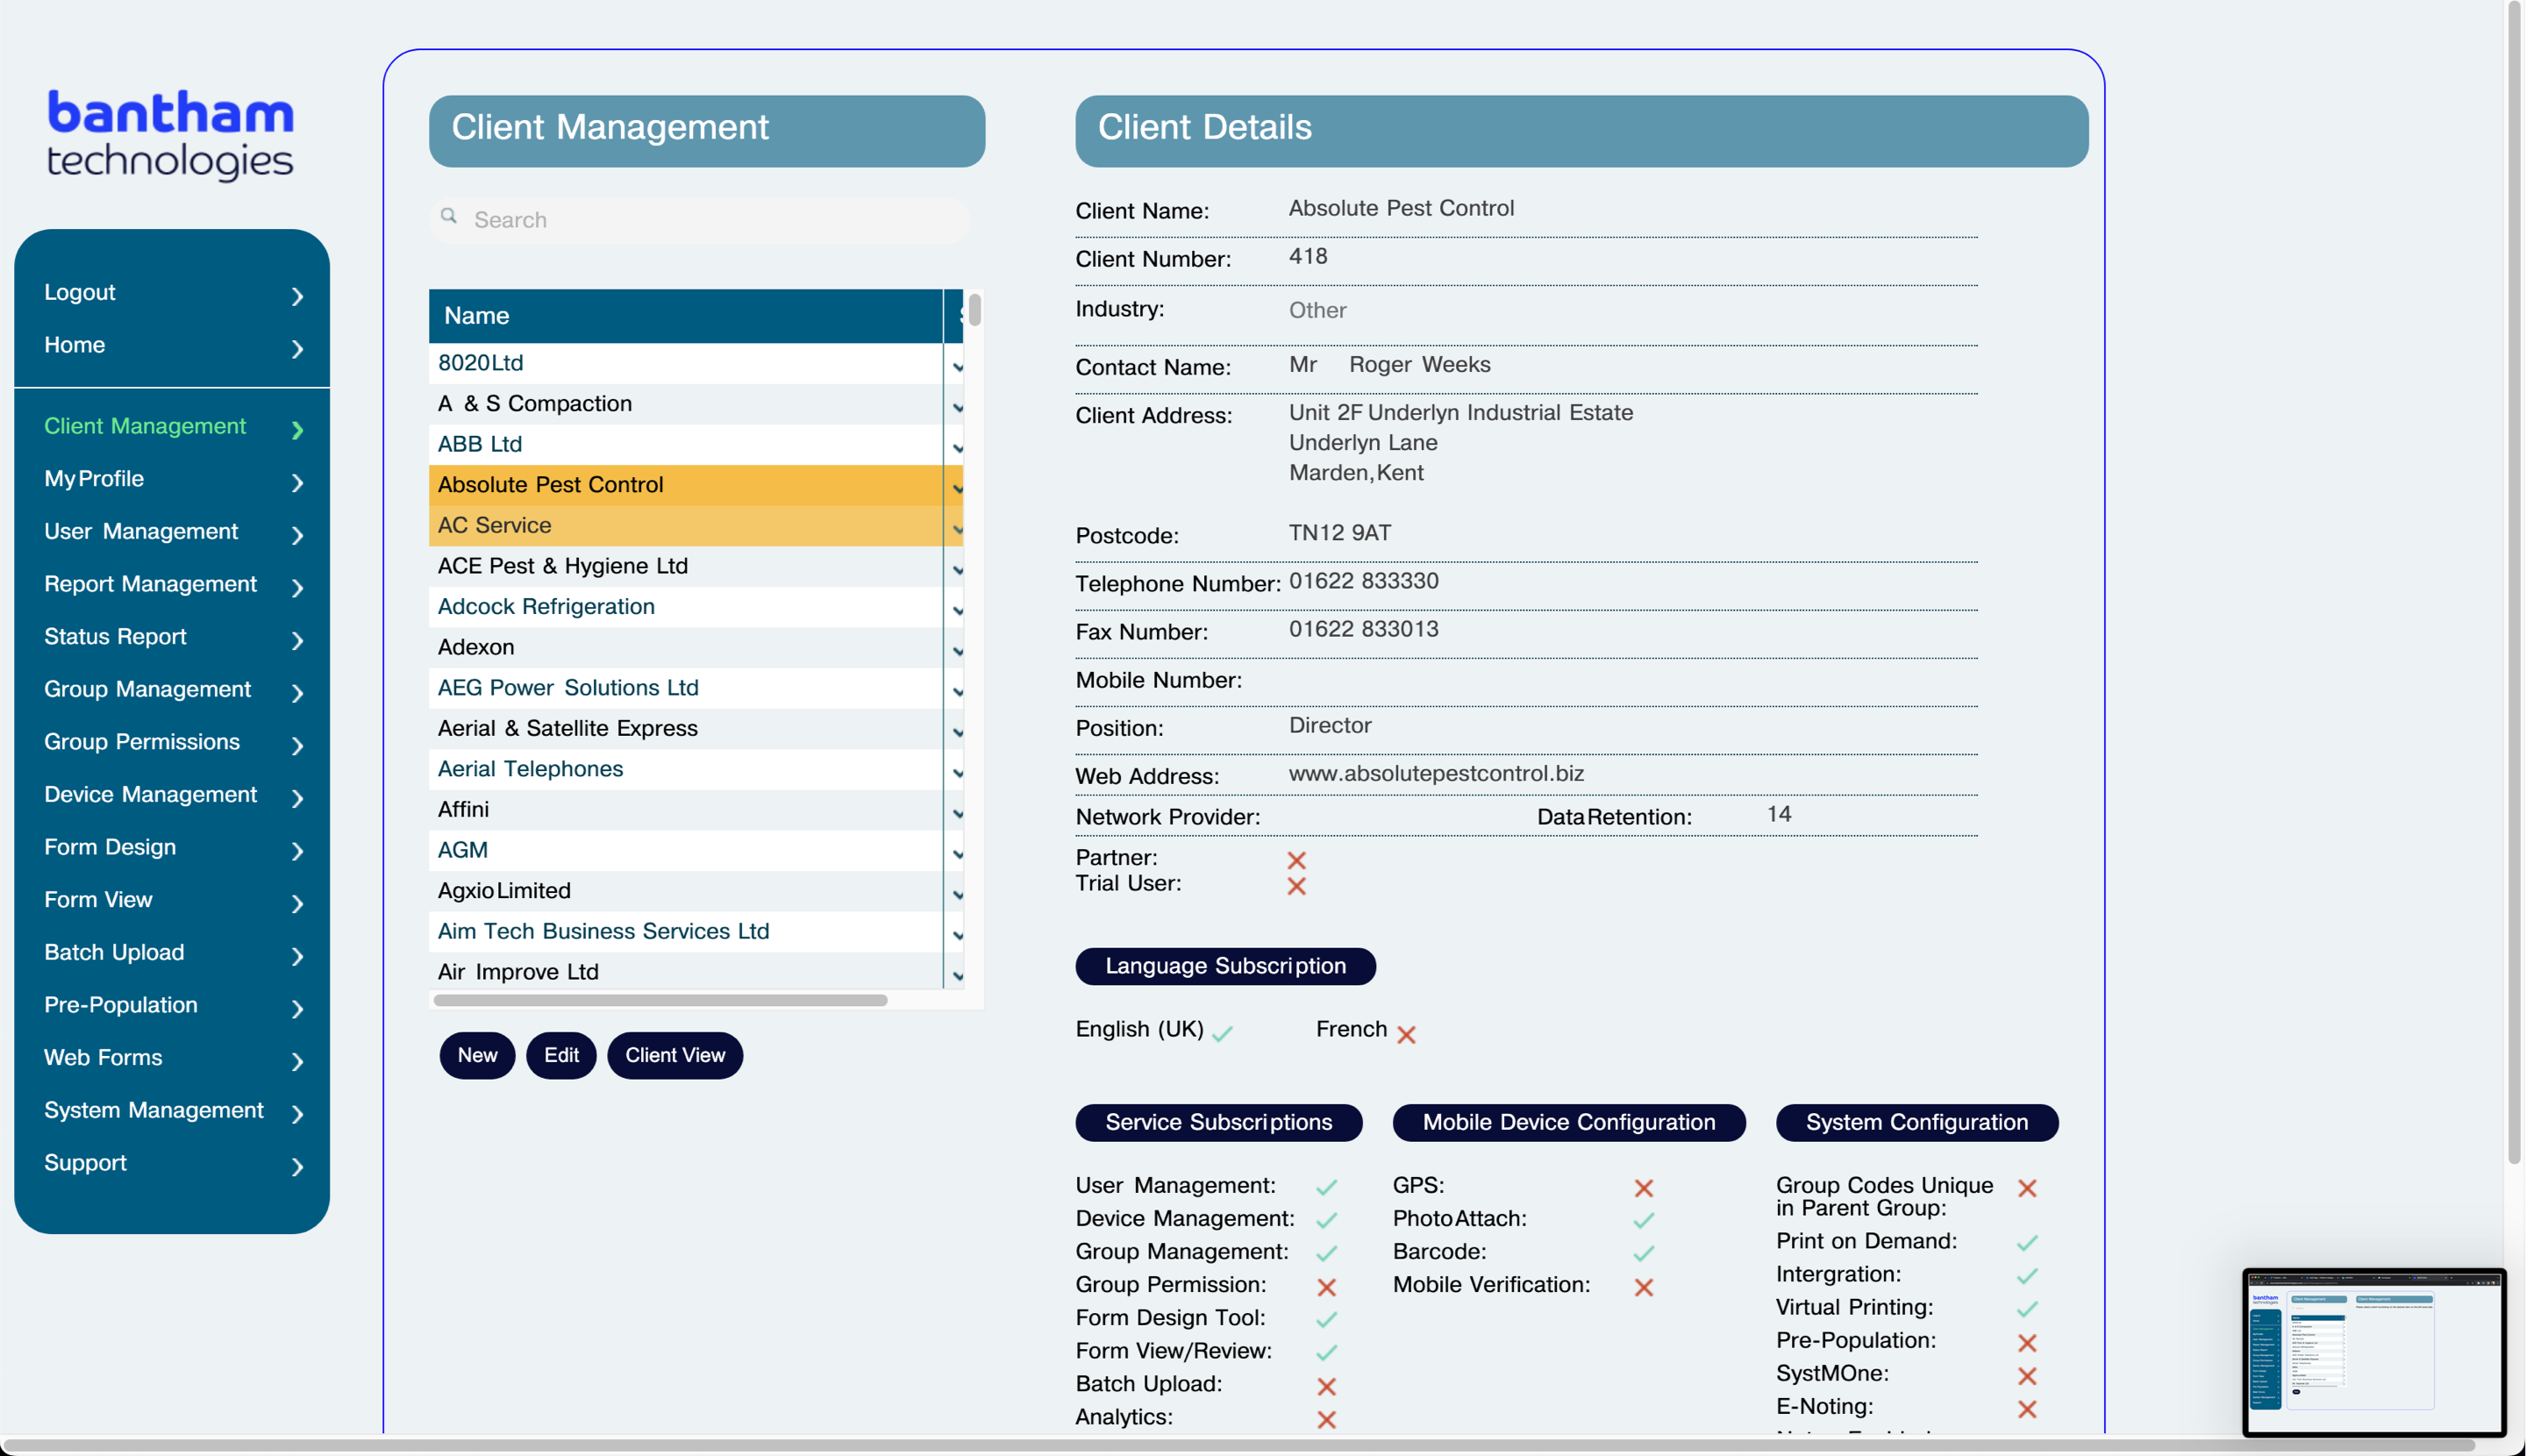 bantham
technologies
Logout
Home
Client Management
My Profile
User Management
Report Management
Status Report
Group Management
Group Permissions
Device Management
Form Design
Form View
Batch Upload
Pre-Population
Web Forms
System Management
Support
Client Management
Search
Name
8020 Ltd
A & S Compaction
ABB Ltd
Absolute Pest Control
AC Service
ACE Pest & Hygiene Ltd
Adcock Refrigeration
Adexon
AEG Power Solutions Ltd
Aerial & Satellite Express
Aerial Telephones
Affini
AGM
Agxio Limited
Aim Tech Business Services Ltd
Air Improve Ltd
New Edit Client View
Client Details
Client Name: Absolute Pest Control
Client Number: 418
Industry: Other
Contact Name: Mr Roger Weeks
Client Address: Unit 2F Underlyn Industrial Estate
Underlyn Lane
Marden, Kent
Postcode: TN12 9AT
Telephone Number: 01622 833330
Fax Number: 01622 833013
Mobile Number:
Position: Director
Web Address: www.absolutepestcontrol.biz
Network Provider: Data Retention: 14
Partner:
Trial User:
Language Subscription
English (UK) French
Service Subscriptions
User Management:
Device Management:
Group Management:
Group Permission:
Form Design Tool:
Form View/Review:
Batch Upload:
Analytics:
Mobile Device Configuration
GPS:
Photo Attach:
Barcode:
Mobile Verification:
System Configuration
Group Codes Unique
in Parent Group:
Print on Demand:
Intergration:
Virtual Printing:
Pre-Population:
SystMOne:
E-Noting:
bantham
technologies
Client Management
Client Management